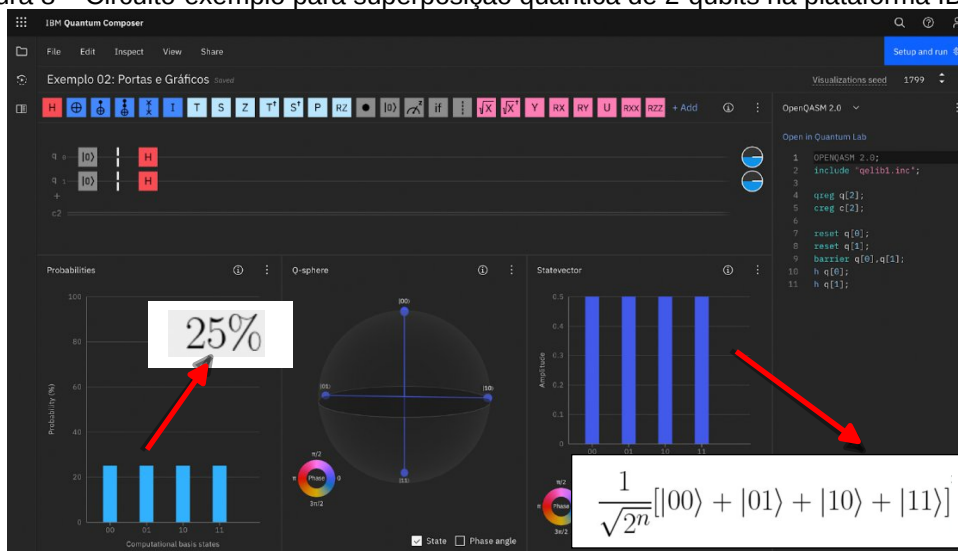 Circuito exemplo para superposição quântica de 2 qubits na plataforma
IBM Quantum Composer
File Edit Inspect View Share
Setup and run
Exemplo 02: Portas e Gráficos Saved
Visualizations seed 1799
H I T S Z T† S† P RZ |0⟩ if √X √X† Y RX RY U RXX RZZ + Add
OpenQASM 2.0
Open in Quantum Lab
q 0 |0⟩ H
q 1 |0⟩ H
+
c2
1 OPENQASM 2.0;
2 include "qelib1.inc";
3
4 qreg q[2];
5 creg c[2];
6
7 reset q[0];
8 reset q[1];
9 barrier q[0],q[1];
10 h q[0];
11 h q[1];
Probabilities
100
80
60
40
20
0
Probability (%)
00 01 10 11
Computational basis states
25%
Q-sphere
|00⟩
|01⟩
|10⟩
|11⟩
π/2
π Phase 0
3π/2
State Phase angle
Statevector
0.5
0.4
0.3
0.2
0.1
0
Amplitude
00 01 10 11
π/2
π Phase
3π/2
1/√2ⁿ[|00⟩ + |01⟩ + |10⟩ + |11⟩]